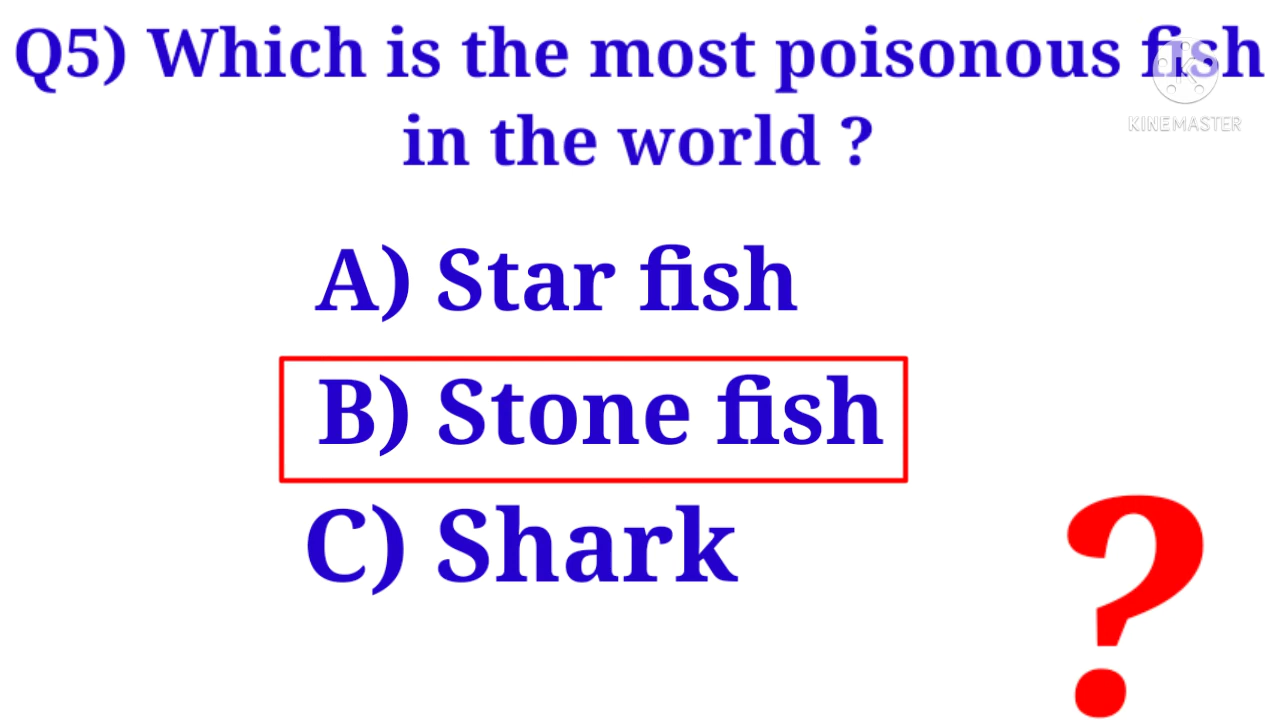 Q5) Which is the most poisonous fish
KINEMASTER
in the world ?
A) Star fish
B) Stone fish
C) Shark
?